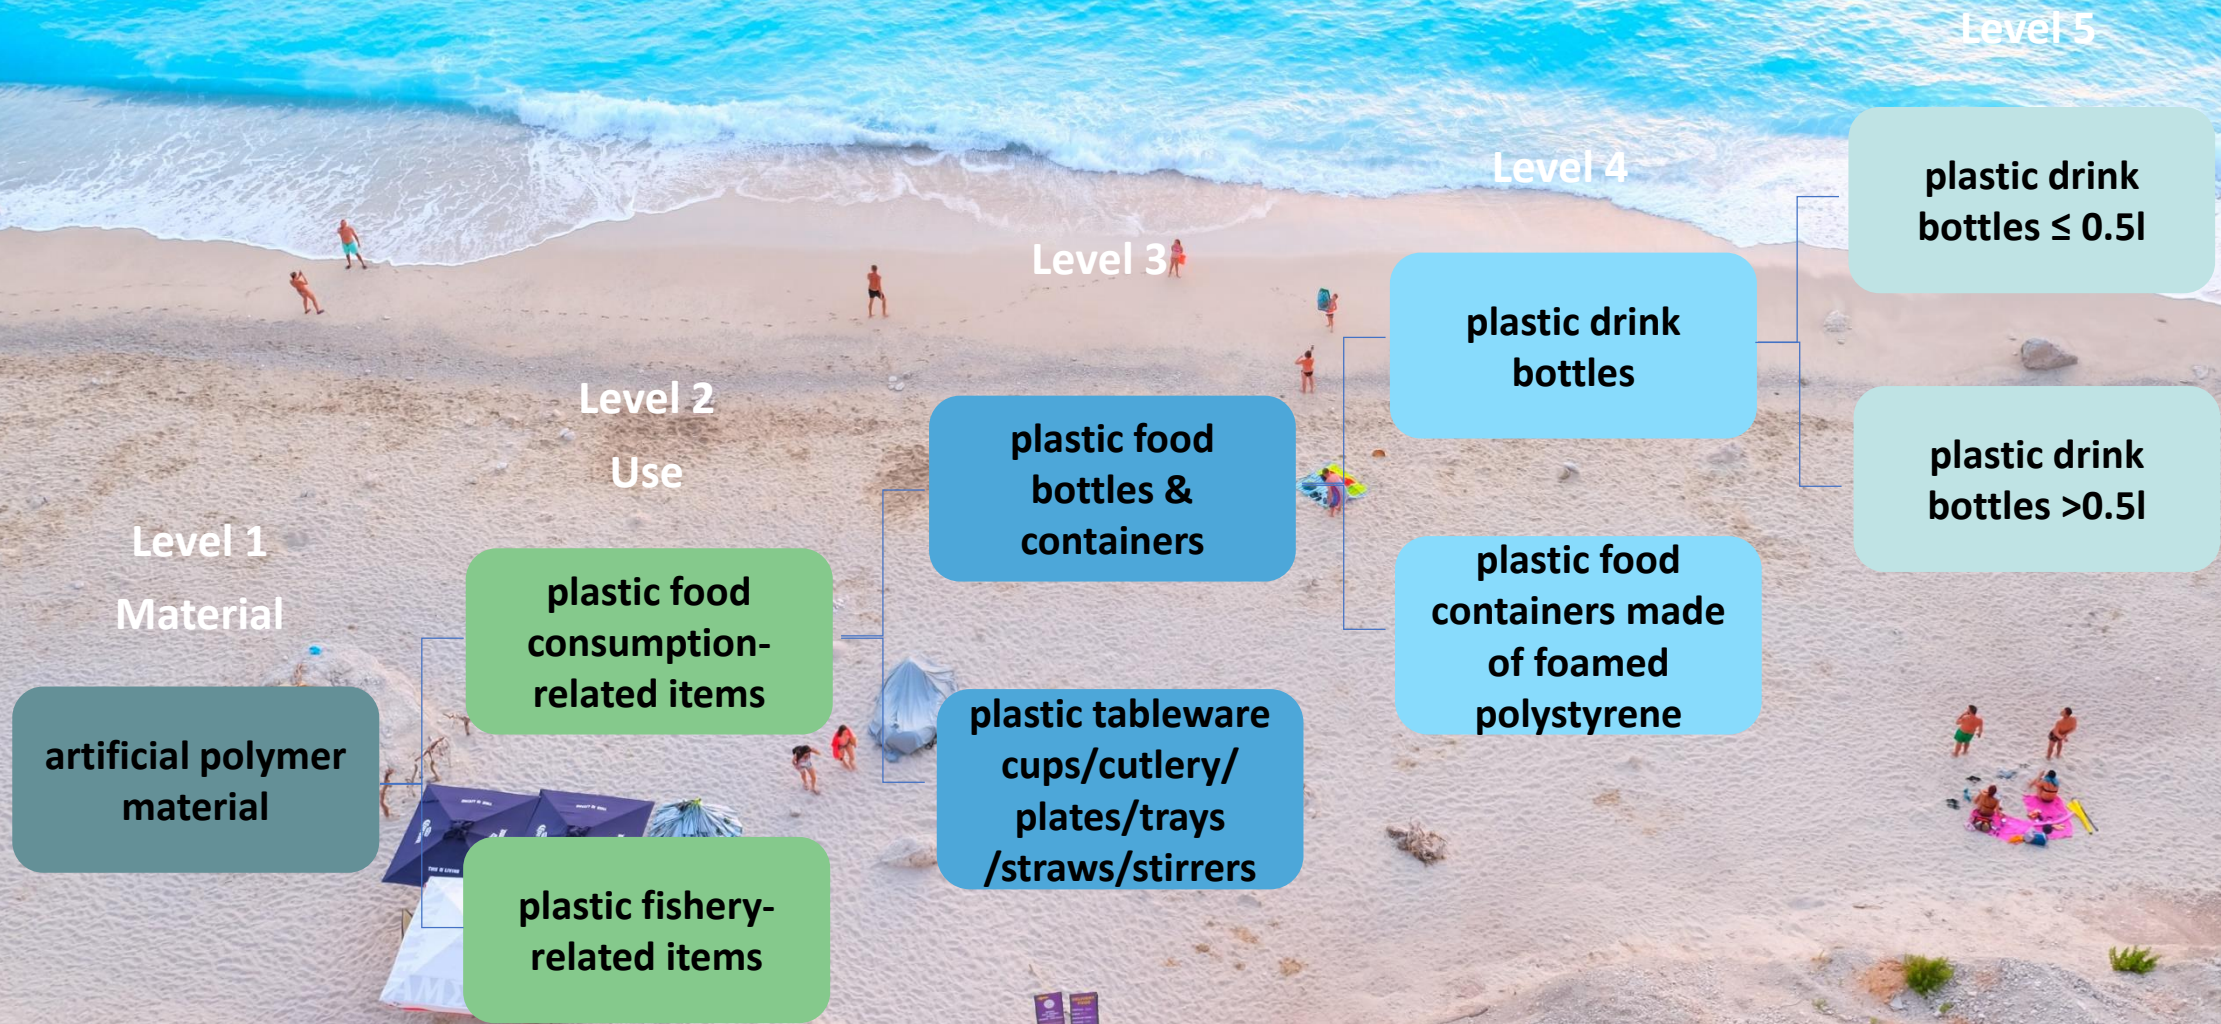 Level 1
Material
artificial polymer
material
Level 2
Use
plastic food
consumption-
related items
plastic fishery-
related items
Level 3
plastic food
bottles &
containers
plastic tableware
cups/cutlery/
plates/trays
/straws/stirrers
Level 4
plastic drink
bottles
plastic food
containers made
of foamed
polystyrene
Level 5
plastic drink
bottles ≤ 0.5l
plastic drink
bottles >0.5l